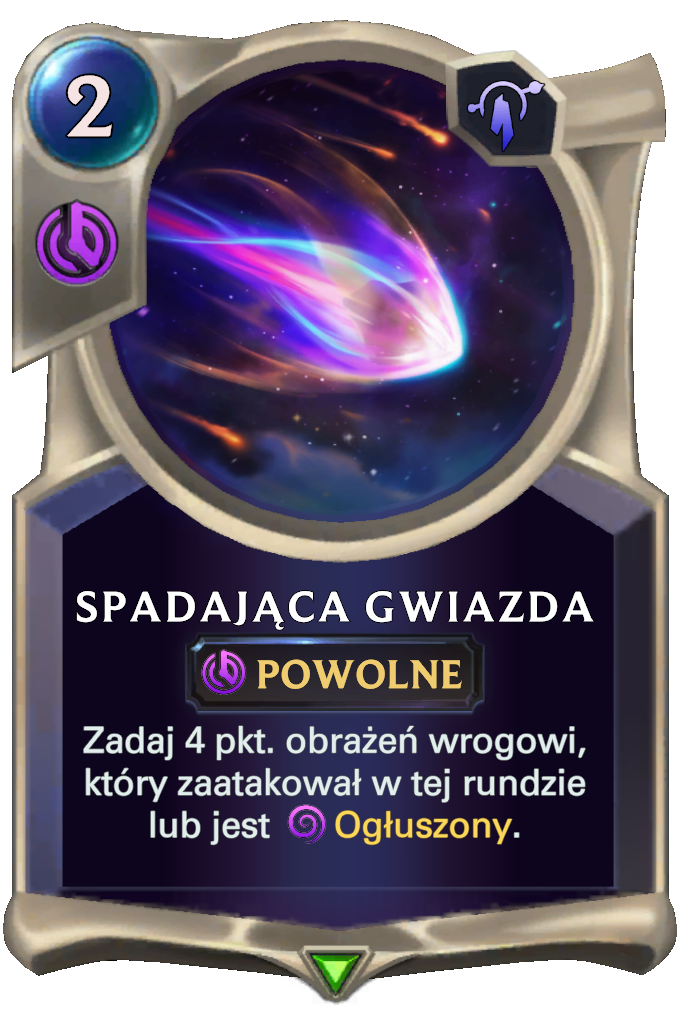 2
SPADAJĄCA GWIAZDA
POWOLNE
Zadaj 4 pkt. obrażeń wrogowi,
który zaatakował w tej rundzie
lub jest Ogłuszony.